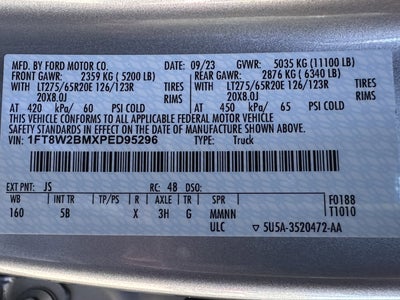 MFD. BY FORD MOTOR CO. 09/23 GVWR: 5035 KG (11100 LB)
FRONT GAWR: 2359 KG ( 5200 LB) REAR GAWR: 2876 KG ( 6340 LB)
WITH LT275/65R20E 126/123R TIRES WITH LT275/65R20E 126/123R TIRES
20X8.0J RIMS 20X8.0J RIMS
AT 420 kPa/ 60 PSI COLD AT 450 kPa/ 65 PSI COLD
THIS VEHICLE CONFORMS TO ALL APPLICABLE FEDERAL MOTOR
VEHICLE SAFETY STANDARDS IN EFFECT ON THE DATE OF
MANUFACTURE SHOWN ABOVE.
VIN: 1FT8W2BMXPED95296 TYPE: Truck
EXT PNT: JS RC: 48 DSO: F0188
WB INT TR TP/PS R AXLE TR SPR T1010
160 5B X 3H G MMNN
ULC 5U5A-3520472-AA